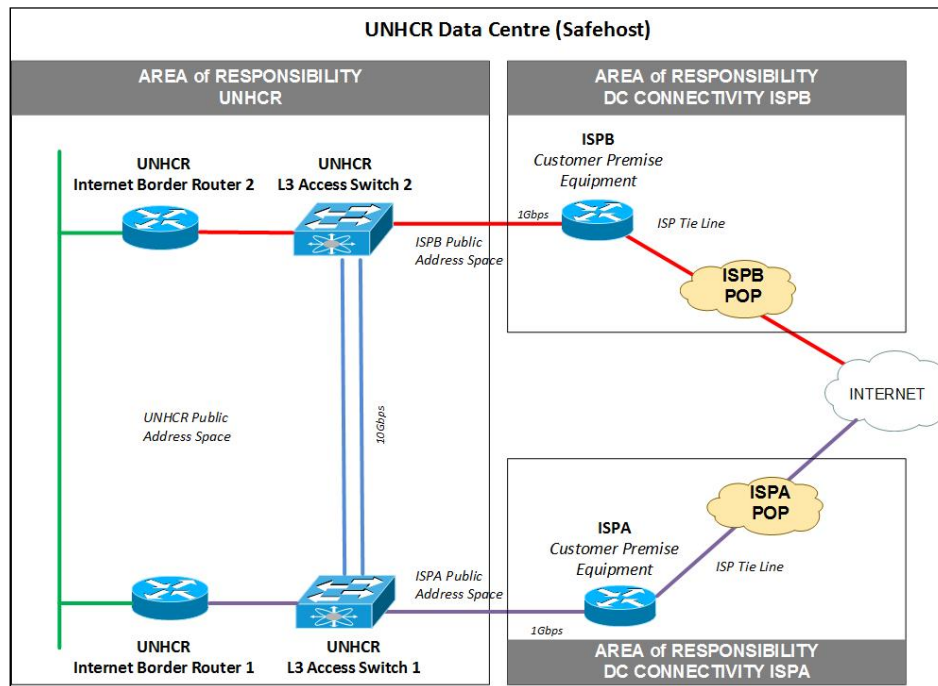 UNHCR Data Centre (Safehost)
AREA of RESPONSIBILITY
UNHCR
AREA of RESPONSIBILITY
DC CONNECTIVITY ISPB
UNHCR
Internet Border Router 2
UNHCR
L3 Access Switch 2
ISPB
Customer Premise
Equipment
1Gbps
ISP Tie Line
ISPB Public
Address Space
ISPB
POP
INTERNET
UNHCR Public
Address Space
10Gbps
ISPA
POP
ISPA
Customer Premise
Equipment
ISP Tie Line
ISPA Public
Address Space
1Gbps
UNHCR
Internet Border Router 1
UNHCR
L3 Access Switch 1
AREA of RESPONSIBILITY
DC CONNECTIVITY ISPA